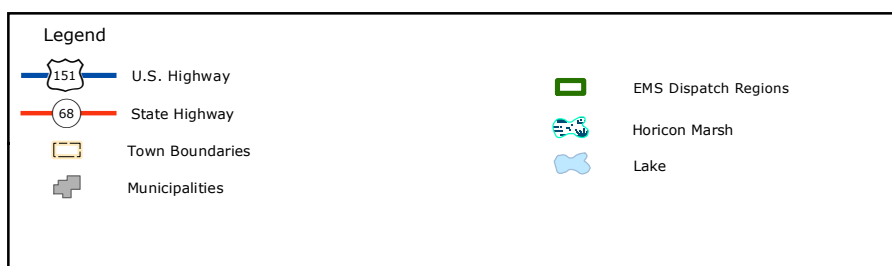 Legend
151
U.S. Highway
68
State Highway
Town Boundaries
Municipalities
EMS Dispatch Regions
Horicon Marsh
Lake